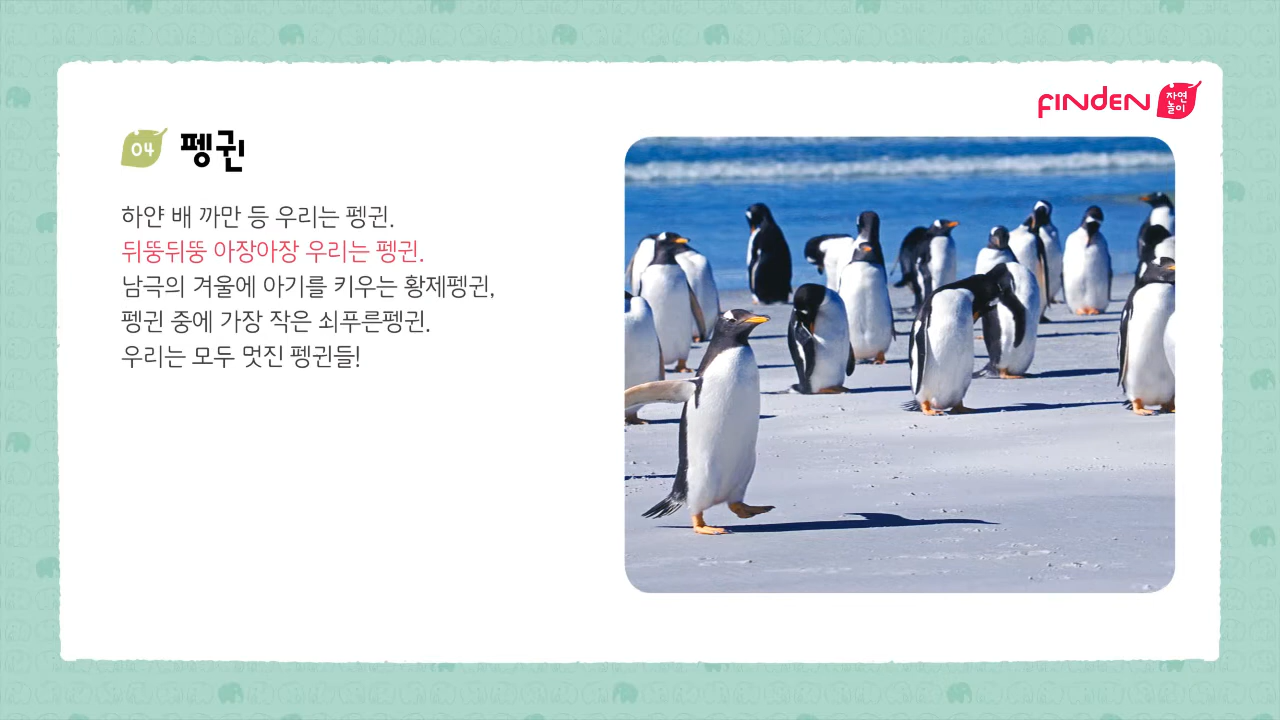 FINDEN 자연
놀이
04 펭귄
하얀 배 까만 등 우리는 펭귄.
뒤뚱뒤뚱 아장아장 우리는 펭귄.
남극의 겨울에 아기를 키우는 황제펭귄,
펭귄 중에 가장 작은 쇠푸른펭귄.
우리는 모두 멋진 펭귄들!